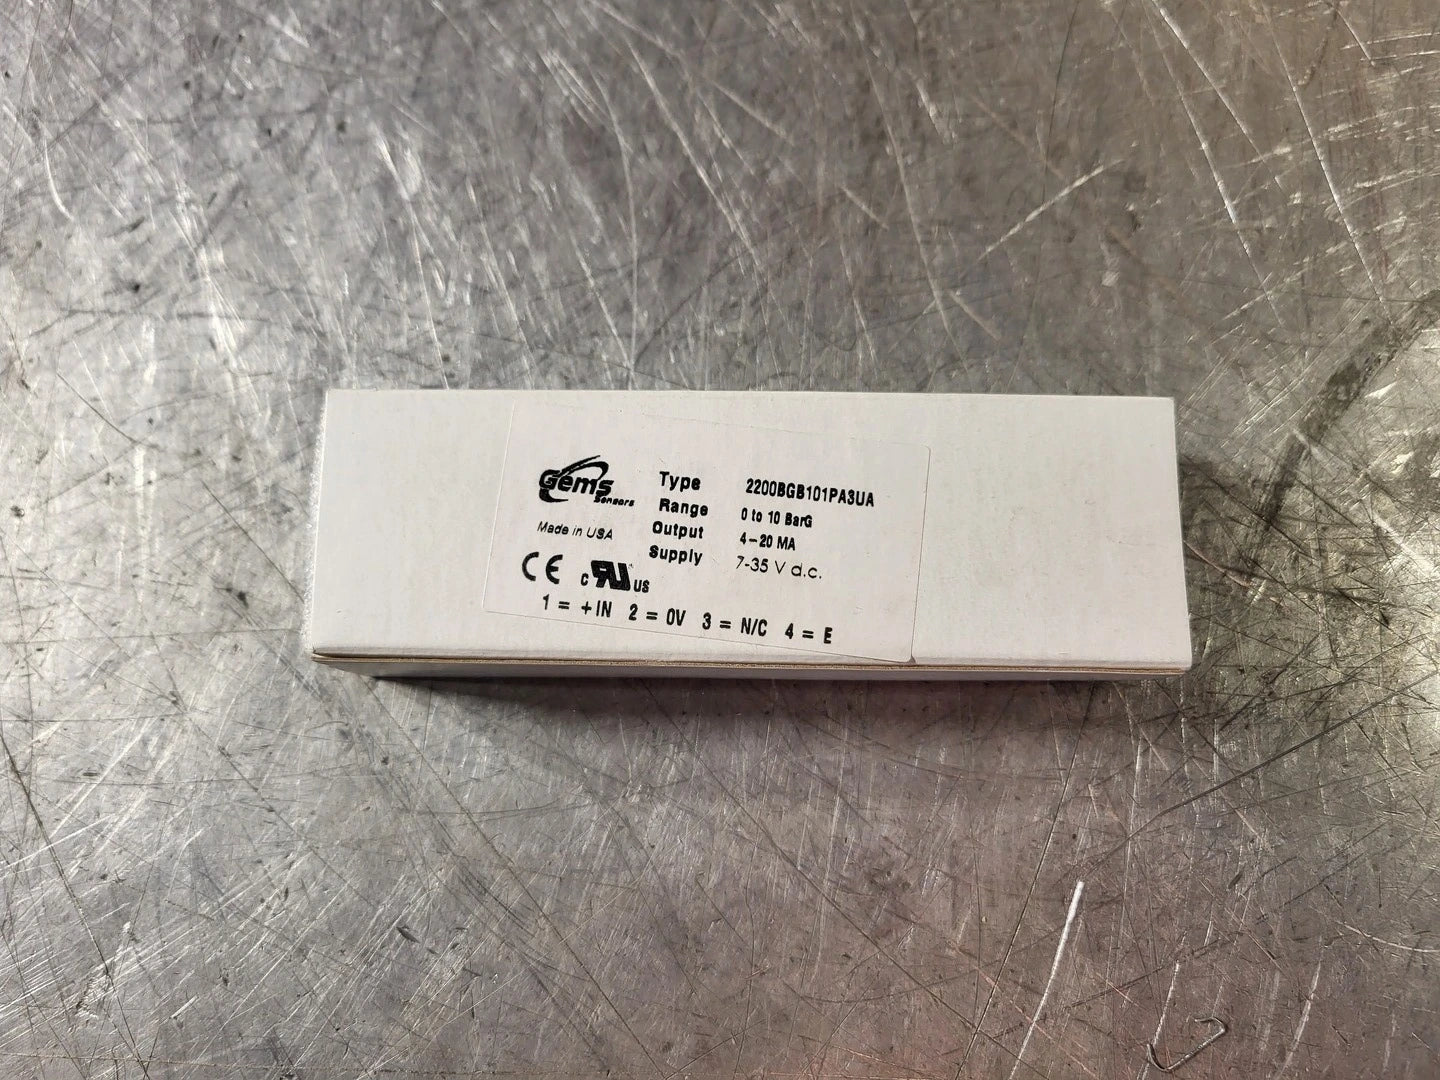 Gems
Sensors
Made in USA
Type 2200BGB101PA3UA
Range 0 to 10 BarG
Output 4-20 MA
Supply 7-35 V d.c.
CE c RU us
1 = +IN 2 = 0V 3 = N/C 4 = E